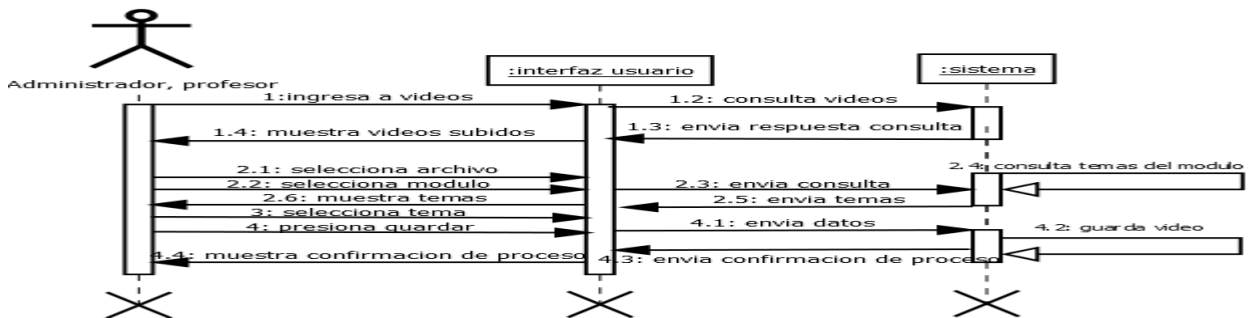 Administrador, profesor
:interfaz usuario
:sistema
1:ingresa a videos
1.2: consulta videos
1.3: envia respuesta consulta
1.4: muestra videos subidos
2.1: selecciona archivo
2.2: selecciona modulo
2.3: envia consulta
2.4: consulta temas del modulo
2.5: envia temas
2.6: muestra temas
3: selecciona tema
4: presiona guardar
4.1: envia datos
4.2: guarda video
4.3: envia confirmacion de proceso
4.4: muestra confirmacion de proceso